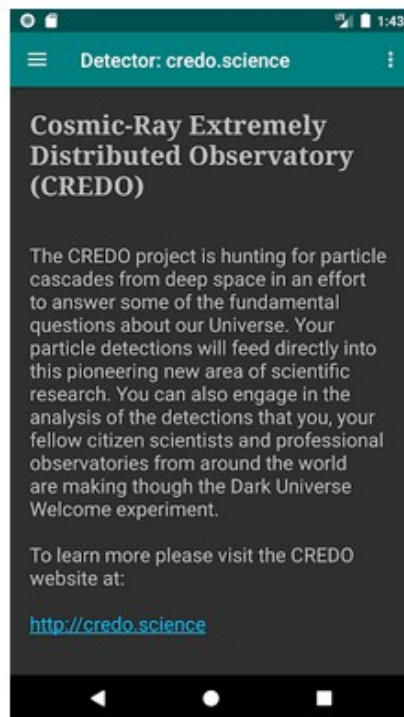 LTE 1:43
Detector: credo.science
Cosmic-Ray Extremely
Distributed Observatory
(CREDO)
The CREDO project is hunting for particle
cascades from deep space in an effort
to answer some of the fundamental
questions about our Universe. Your
particle detections will feed directly into
this pioneering new area of scientific
research. You can also engage in the
analysis of the detections that you, your
fellow citizen scientists and professional
observatories from around the world
are making though the Dark Universe
Welcome experiment.
To learn more please visit the CREDO
website at:
http://credo.science